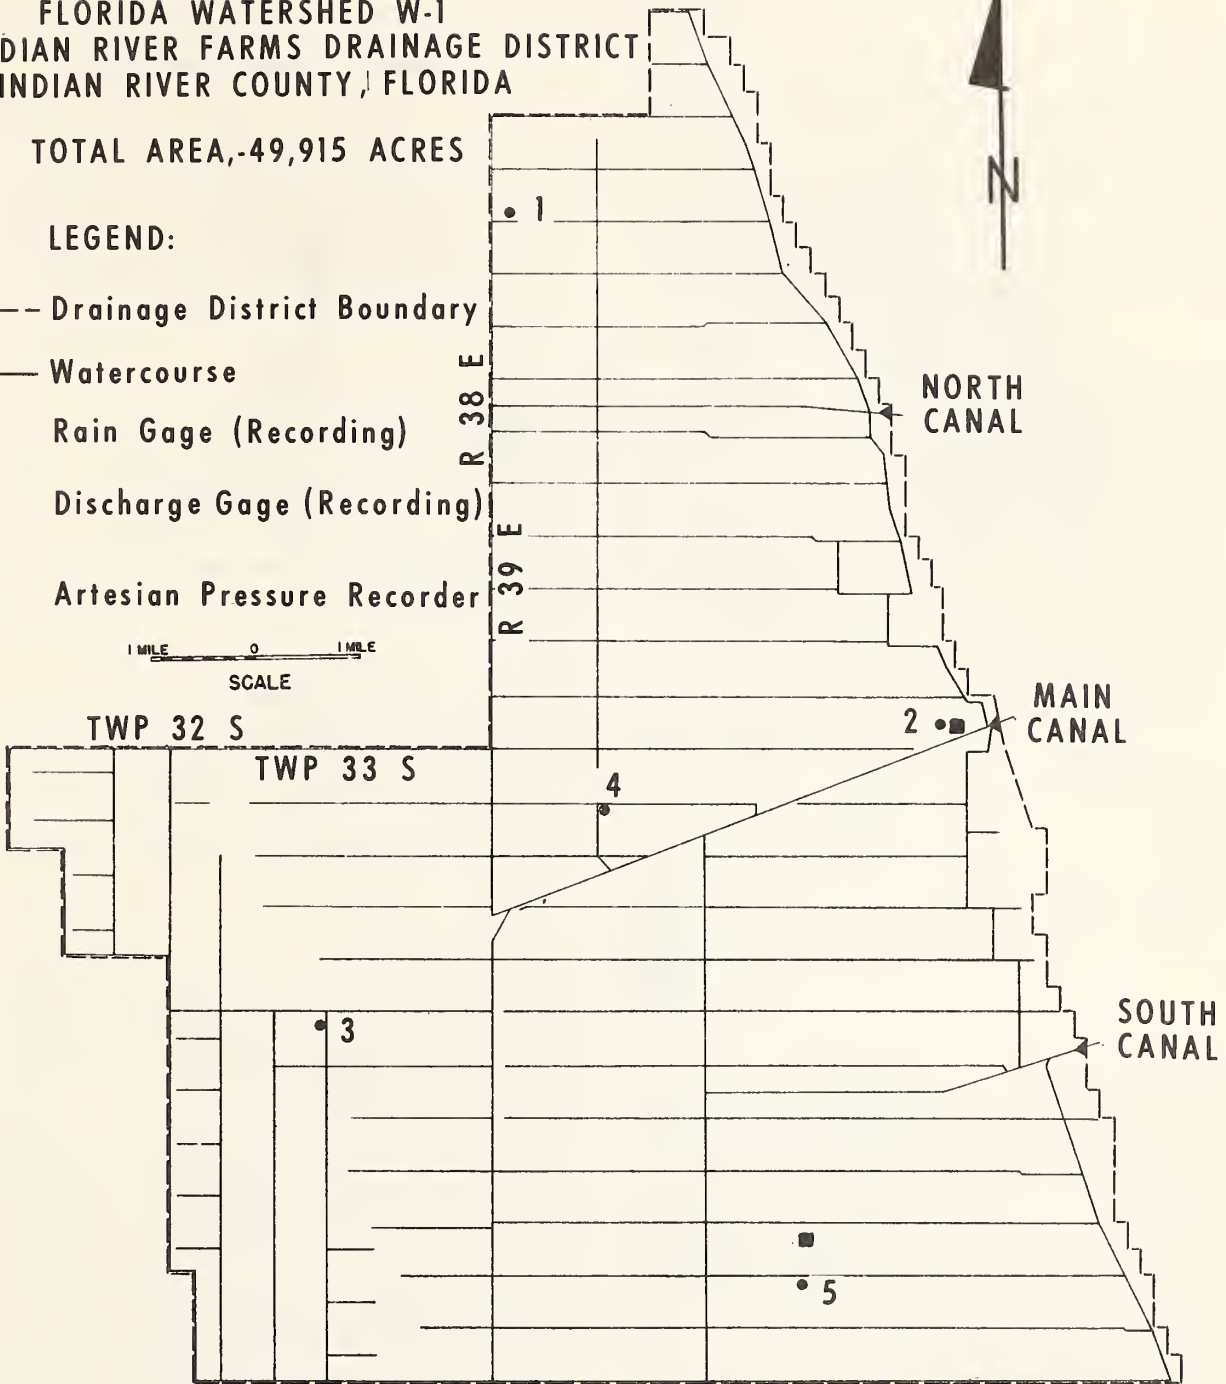 FLORIDA WATERSHED W-1
DIAN RIVER FARMS DRAINAGE DISTRICT
INDIAN RIVER COUNTY, FLORIDA
TOTAL AREA,-49,915 ACRES
LEGEND:
Drainage District Boundary
Watercourse
Rain Gage (Recording)
Discharge Gage (Recording)
Artesian Pressure Recorder
1 MILE 0 1 MILE
SCALE
N
1
R 38 E
R 39 E
NORTH
CANAL
2
MAIN
CANAL
TWP 32 S
TWP 33 S
4
3
SOUTH
CANAL
5